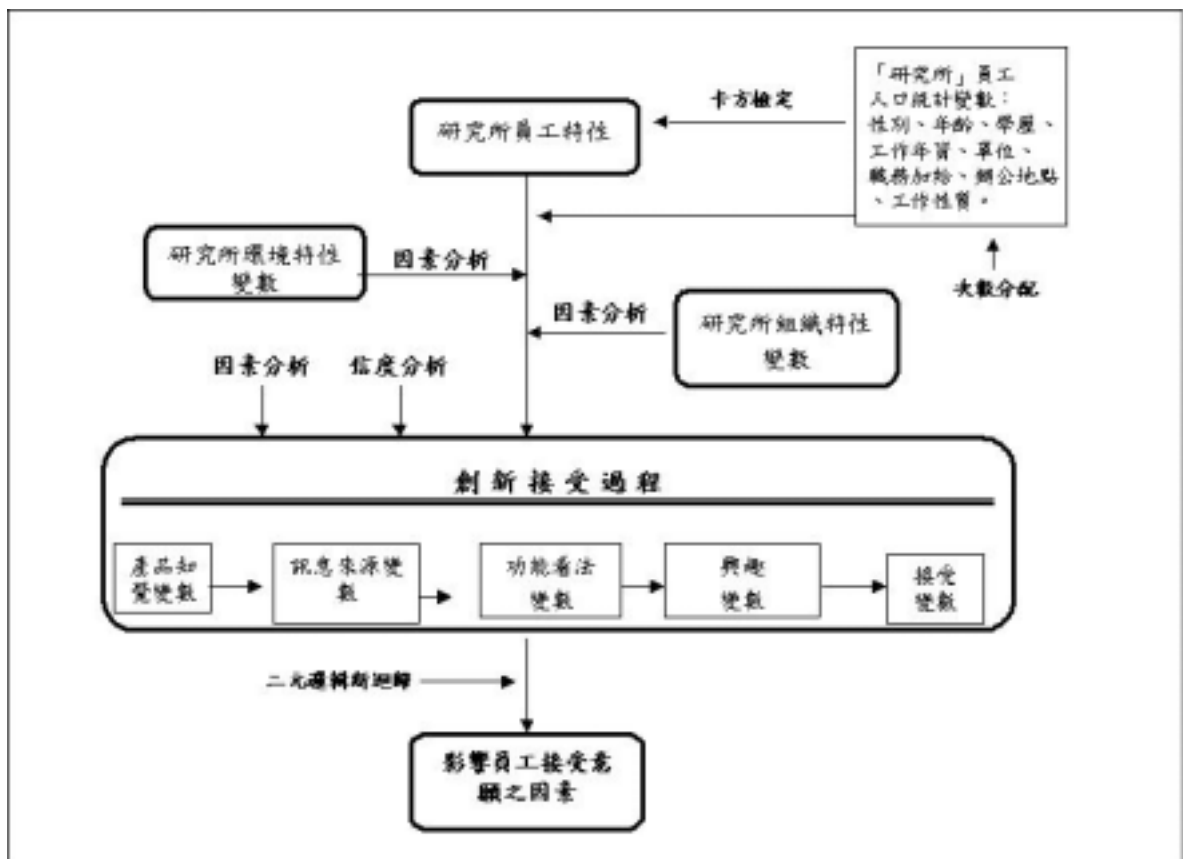 「研究所」員工
人口統計變數：
性別、年齡、學歷、
工作年資、單位、
職務加給、辦公地點
、工作性質。
卡方檢定
研究所員工特性
研究所環境特性
變數
因素分析
次數分配
因素分析
研究所組織特性
變數
因素分析
信度分析
創新接受過程
產品知
覺變數
訊息來源變
數
功能看法
變數
興趣
變數
接受
變數
二元邏輯斯迴歸
影響員工接受意
願之因素